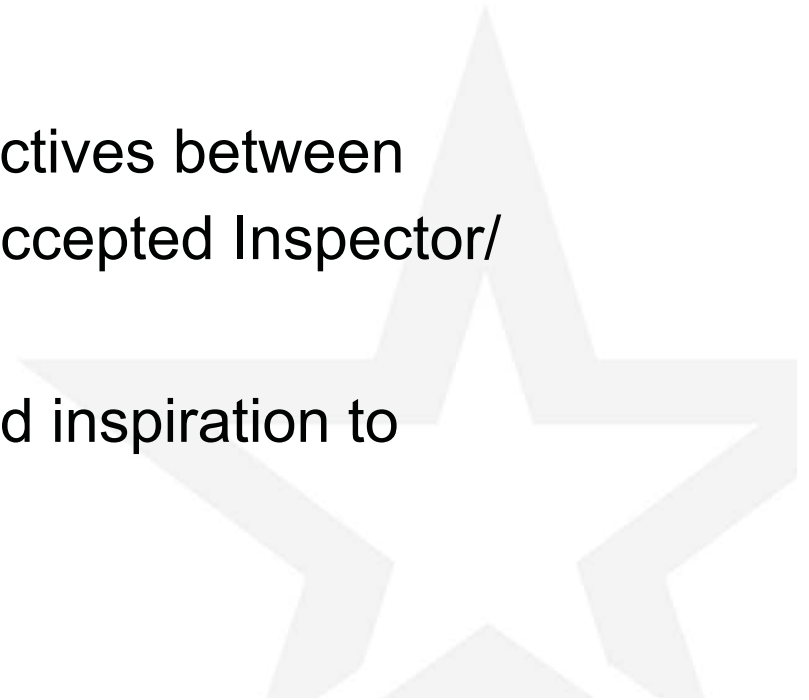 ctives between
ccepted Inspector/
d inspiration to